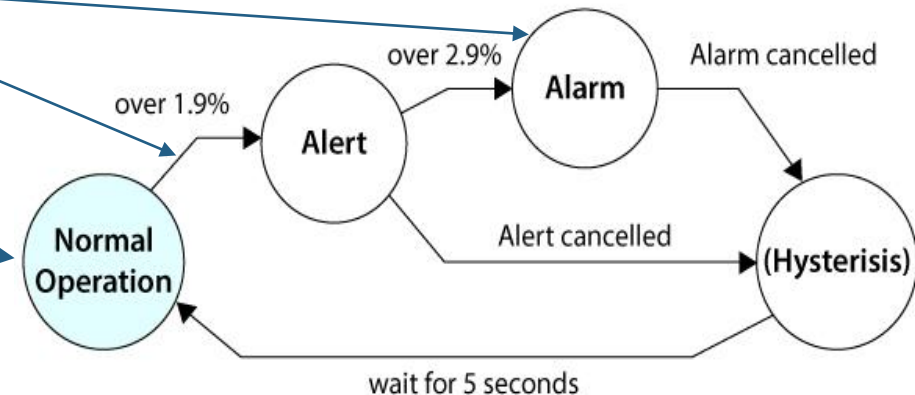 over 2.9%
Alarm cancelled
Alarm
over 1.9%
Alert
Normal
Operation
Alert cancelled
(Hysterisis)
wait for 5 seconds